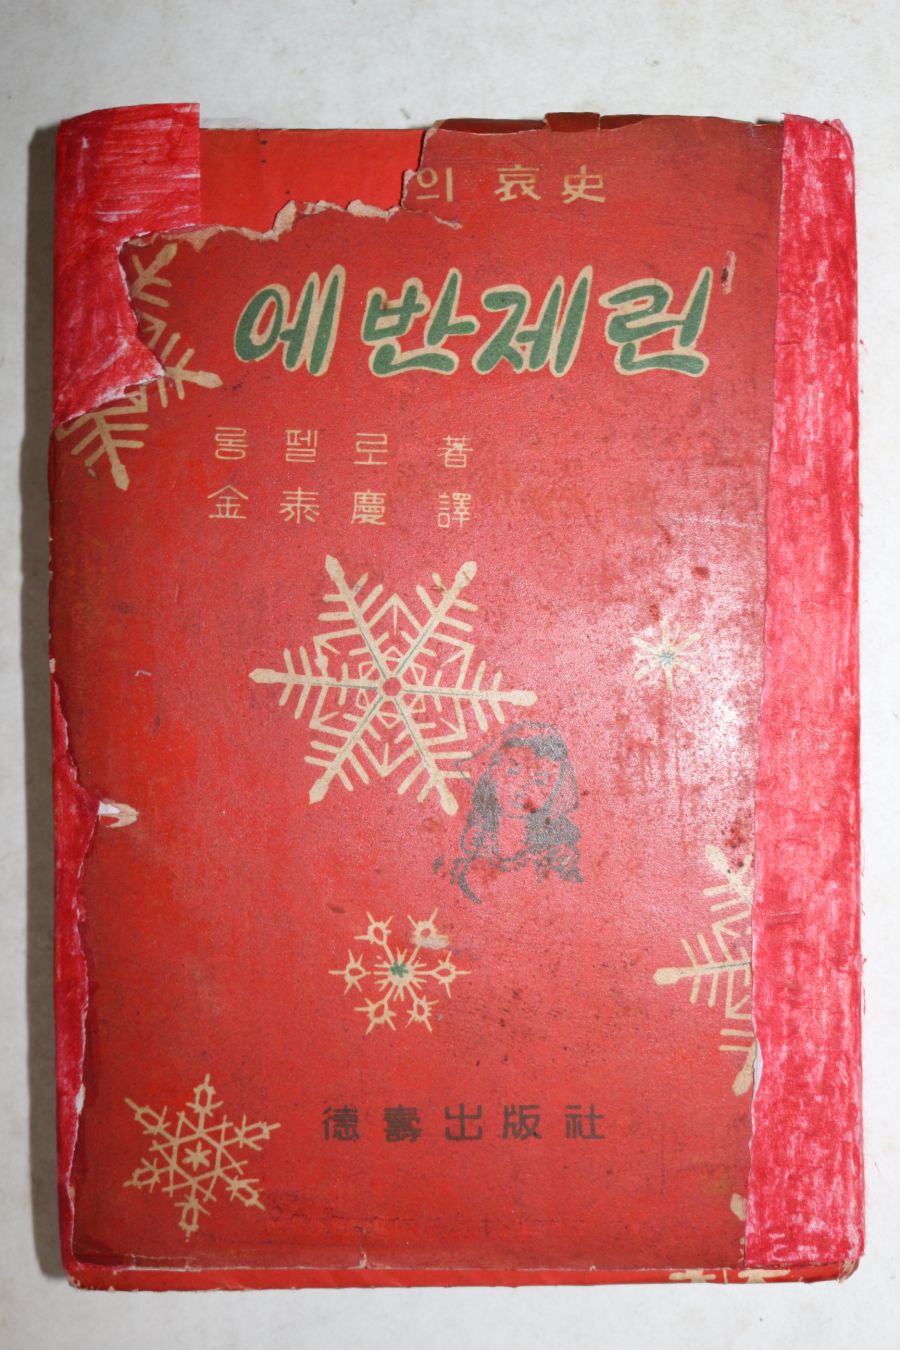 의 哀史
에반제린
롱펠로 著
金泰慶 譯
德壽出版社